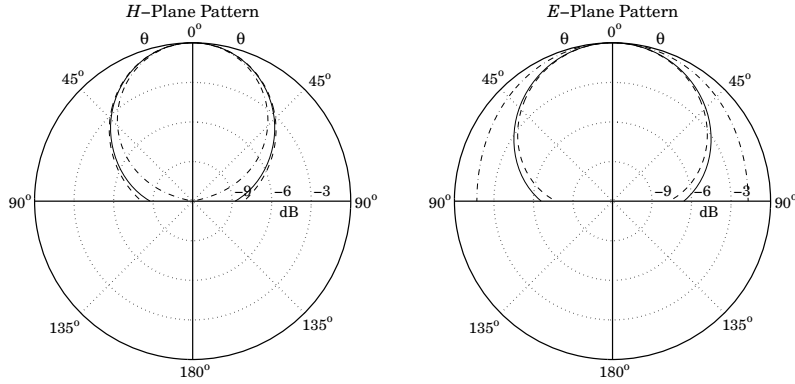 H–Plane Pattern
0°
θ θ
45° 45°
–9 –6 –3
90° 90°
dB
135° 135°
180°
E–Plane Pattern
0°
θ θ
45° 45°
–9 –6 –3
90° 90°
dB
135° 135°
180°